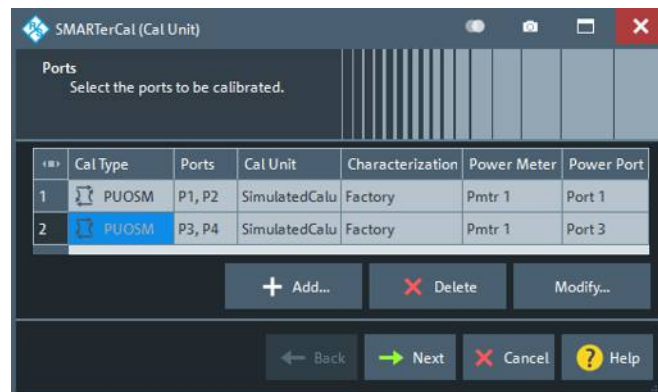 SMARTerCal (Cal Unit)
Ports
Select the ports to be calibrated.
Cal Type Ports Cal Unit Characterization Power Meter Power Port
1 PUOSM P1, P2 SimulatedCalu Factory Pmtr 1 Port 1
2 PUOSM P3, P4 SimulatedCalu Factory Pmtr 1 Port 3
Add... Delete Modify...
Back Next Cancel ? Help